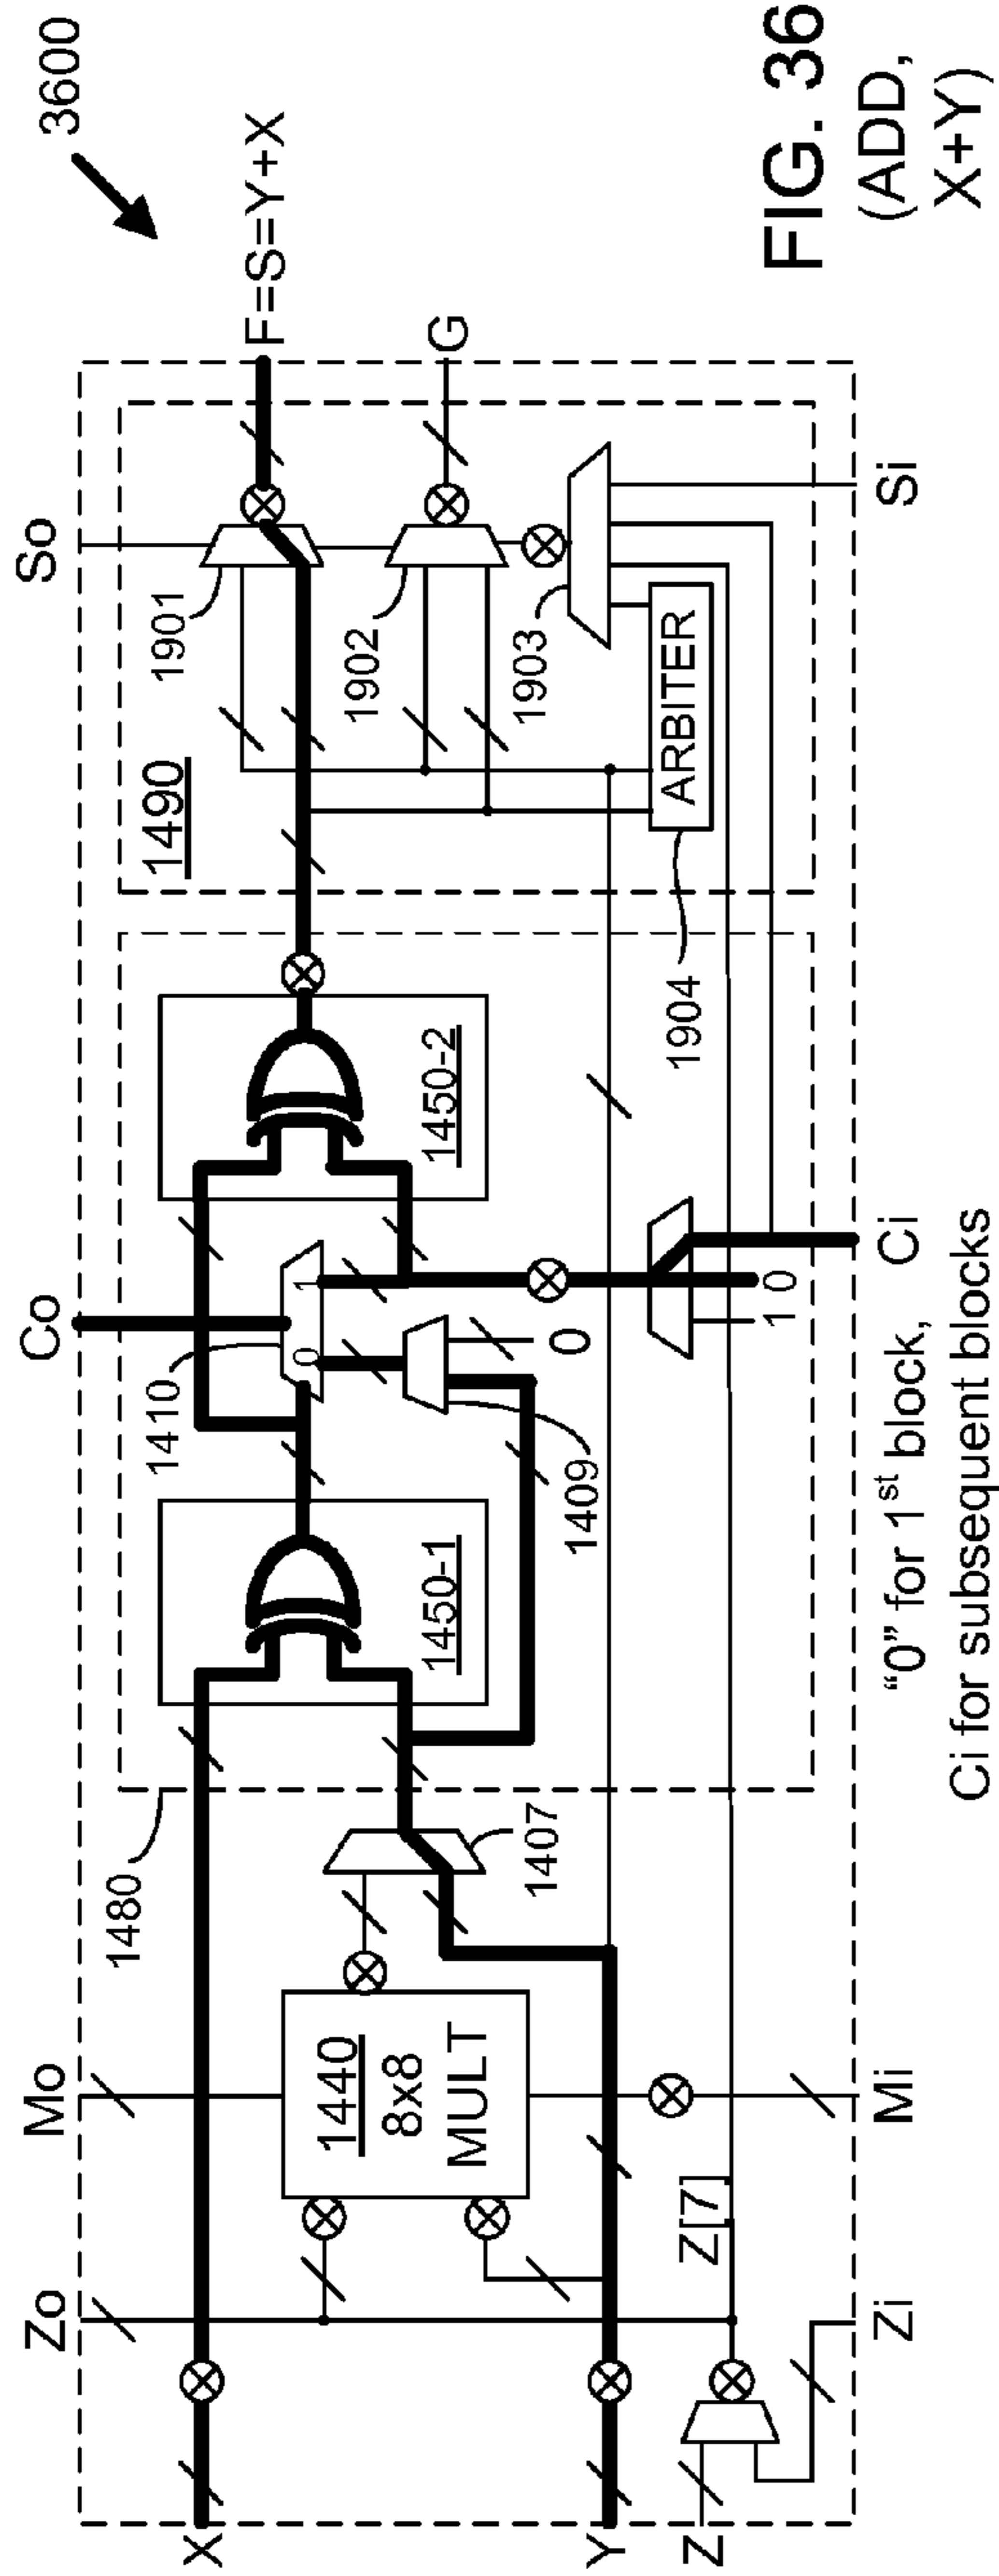 3600
So
Co
Mo
Zo
F=S=Y+X
G
1901
1902
1903
1490
ARBITER
1904
1450-2
1410
1
0
0
1409
1450-1
1480
1407
1440
8x8
MULT
X
Y
Z
Z[7]
1 0
Zi
Mi
Ci
Si
"0" for 1st block,
Ci for subsequent blocks
FIG. 36
(ADD,
X+Y)